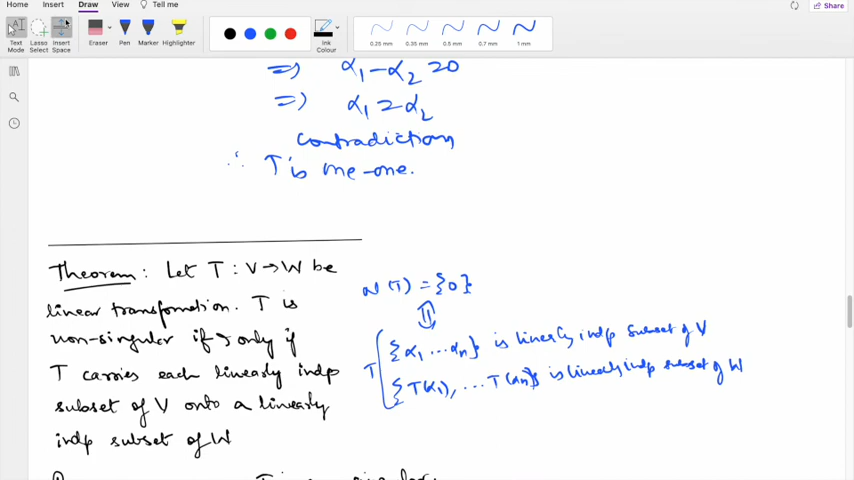 Home Insert Draw View Tell me
Share
Text Mode
Lasso Select
Insert Space
Eraser
Pen
Marker
Highlighter
Ink Colour
0.25 mm 0.35 mm 0.5 mm 0.7 mm 1 mm
=) α1 - α2 = 0
=) α1 = α2
contradiction
∴ T is one-one.
Theorem : Let T : V → W be
linear transformation. T is
non-singular if & only if
T carries each linearly indp
subset of V onto a linearly
indp subset of W
N(T) = {0}
⇕
T { {α1 ... αn} is linearly indp subset of V
{T(α1), ... T(αn)} is linearly indp subset of W